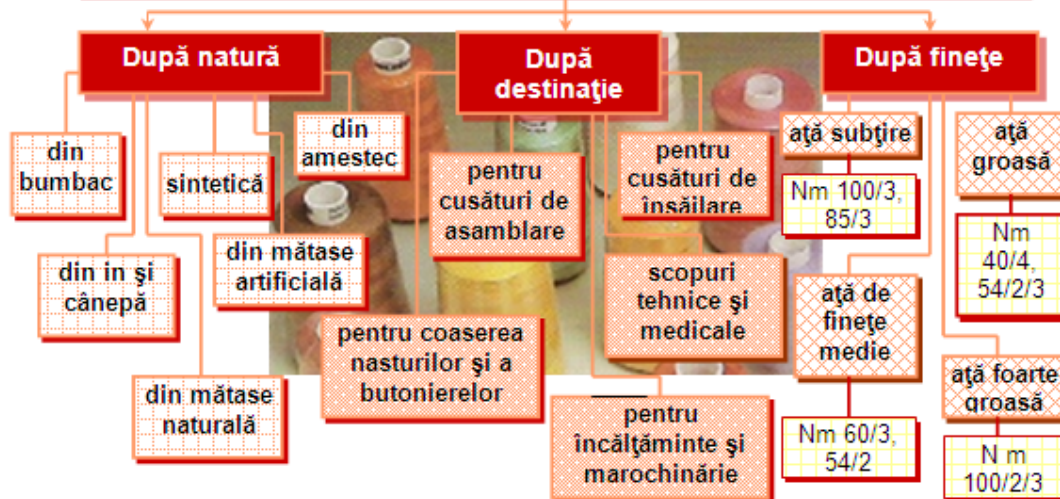 După natură
din
bumbac
din in şi
cânepă
din mătase
naturală
sintetică
din mătase
artificială
din
amestec
După
destinaţie
pentru coaserea
nasturilor şi a
butonierelor
pentru
cusături de
asamblare
pentru
încălţăminte şi
marochinărie
scopuri
tehnice şi
medicale
pentru
cusături de
însăilare
După fineţe
aţă subţire
Nm 100/3,
85/3
aţă de
fineţe
medie
Nm 60/3,
54/2
aţă foarte
groasă
N m
100/2/3
aţă
groasă
Nm
40/4,
54/2/3